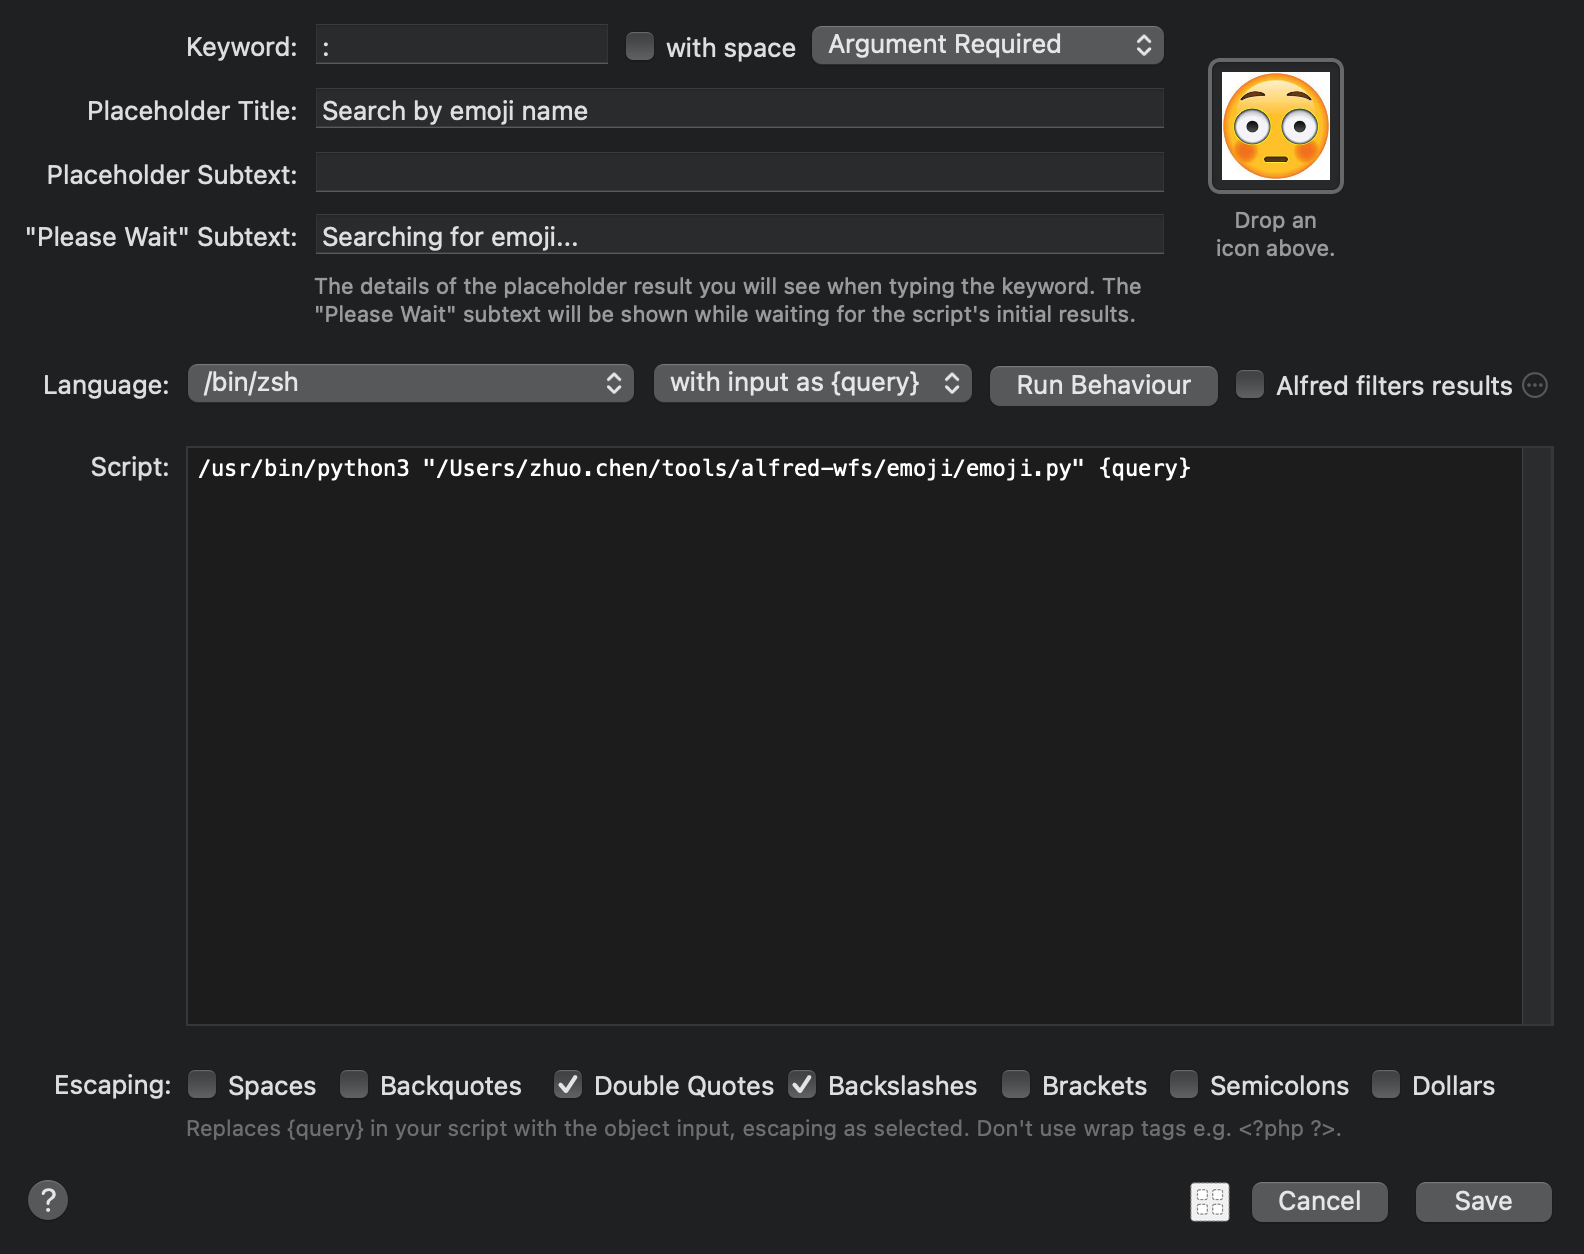 Keyword: : with space Argument Required
Placeholder Title: Search by emoji name
Placeholder Subtext:
"Please Wait" Subtext: Searching for emoji...
Drop an
icon above.
The details of the placeholder result you will see when typing the keyword. The
"Please Wait" subtext will be shown while waiting for the script's initial results.
Language: /bin/zsh with input as {query} Run Behaviour Alfred filters results
Script: /usr/bin/python3 "/Users/zhuo.chen/tools/alfred-wfs/emoji/emoji.py" {query}
Escaping: Spaces Backquotes Double Quotes Backslashes Brackets Semicolons Dollars
Replaces {query} in your script with the object input, escaping as selected. Don't use wrap tags e.g. <?php ?>.
? Cancel Save